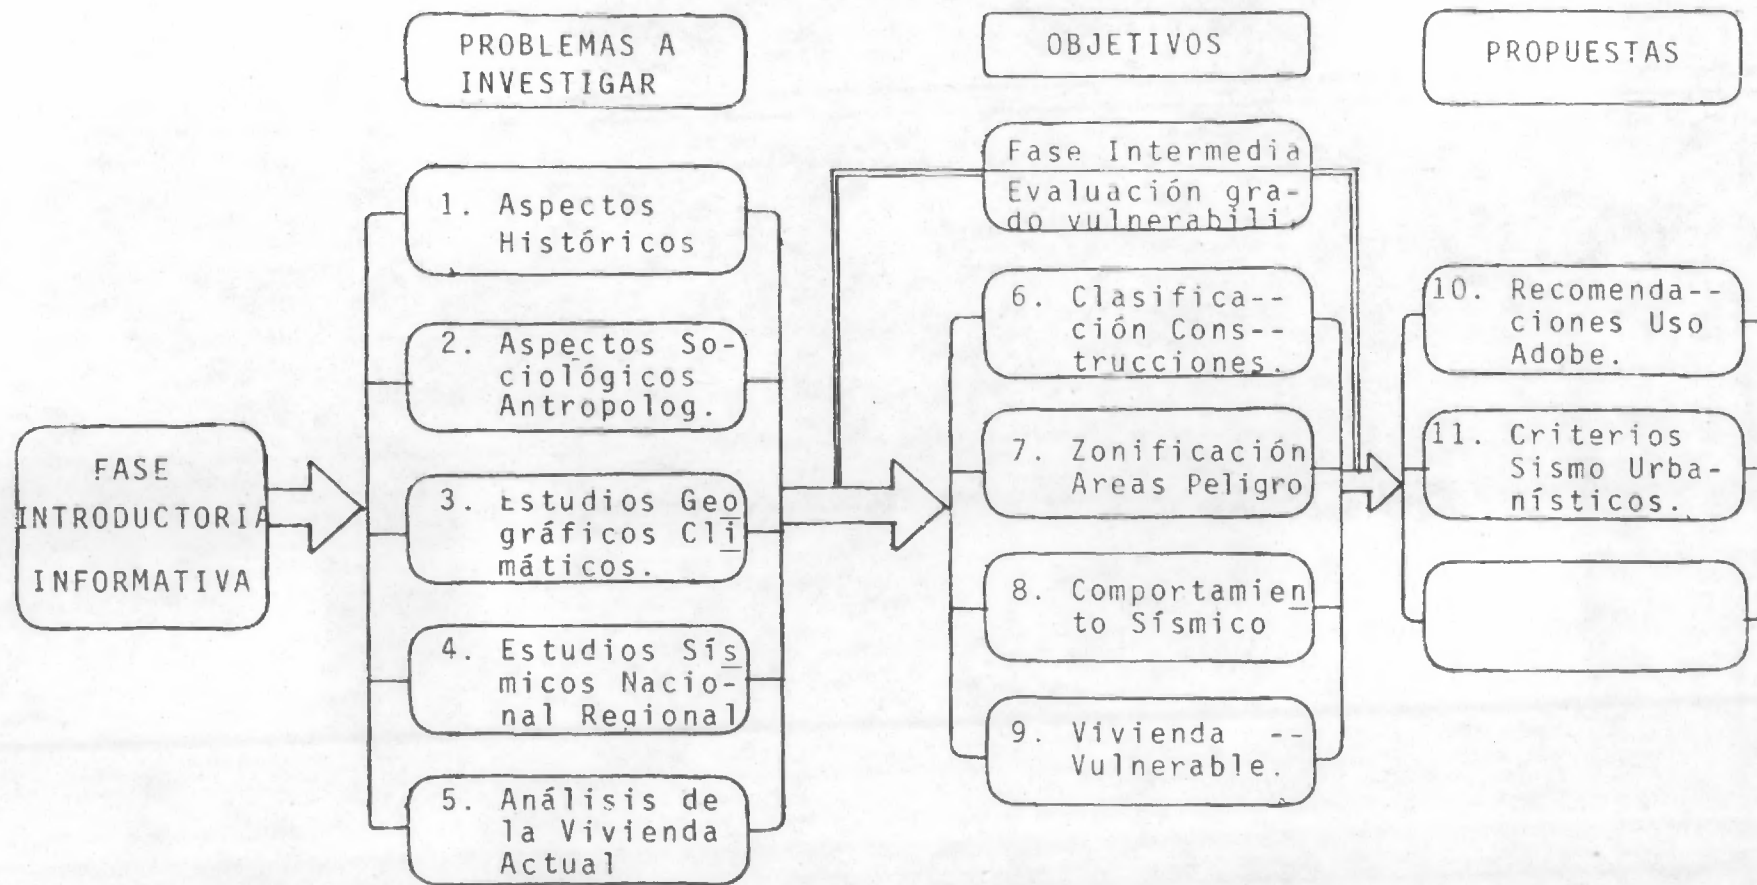 PROBLEMAS A
INVESTIGAR
OBJETIVOS
PROPUESTAS
FASE
INTRODUCTORIA
INFORMATIVA
1. Aspectos
Históricos
2. Aspectos So-
ciológicos
Antropolog.
3. Estudios Geo
gráficos Cli
máticos.
4. Estudios Sís
micos Nacio-
nal Regional
5. Análisis de
la Vivienda
Actual
Fase Intermedia
Evaluación gra-
do vulnerabili.
6. Clasifica--
ción Cons--
trucciones.
7. Zonificación
Areas Peligro
8. Comportamien
to Sísmico
9. Vivienda --
Vulnerable.
10. Recomenda--
ciones Uso
Adobe.
11. Criterios
Sismo Urba-
nísticos.